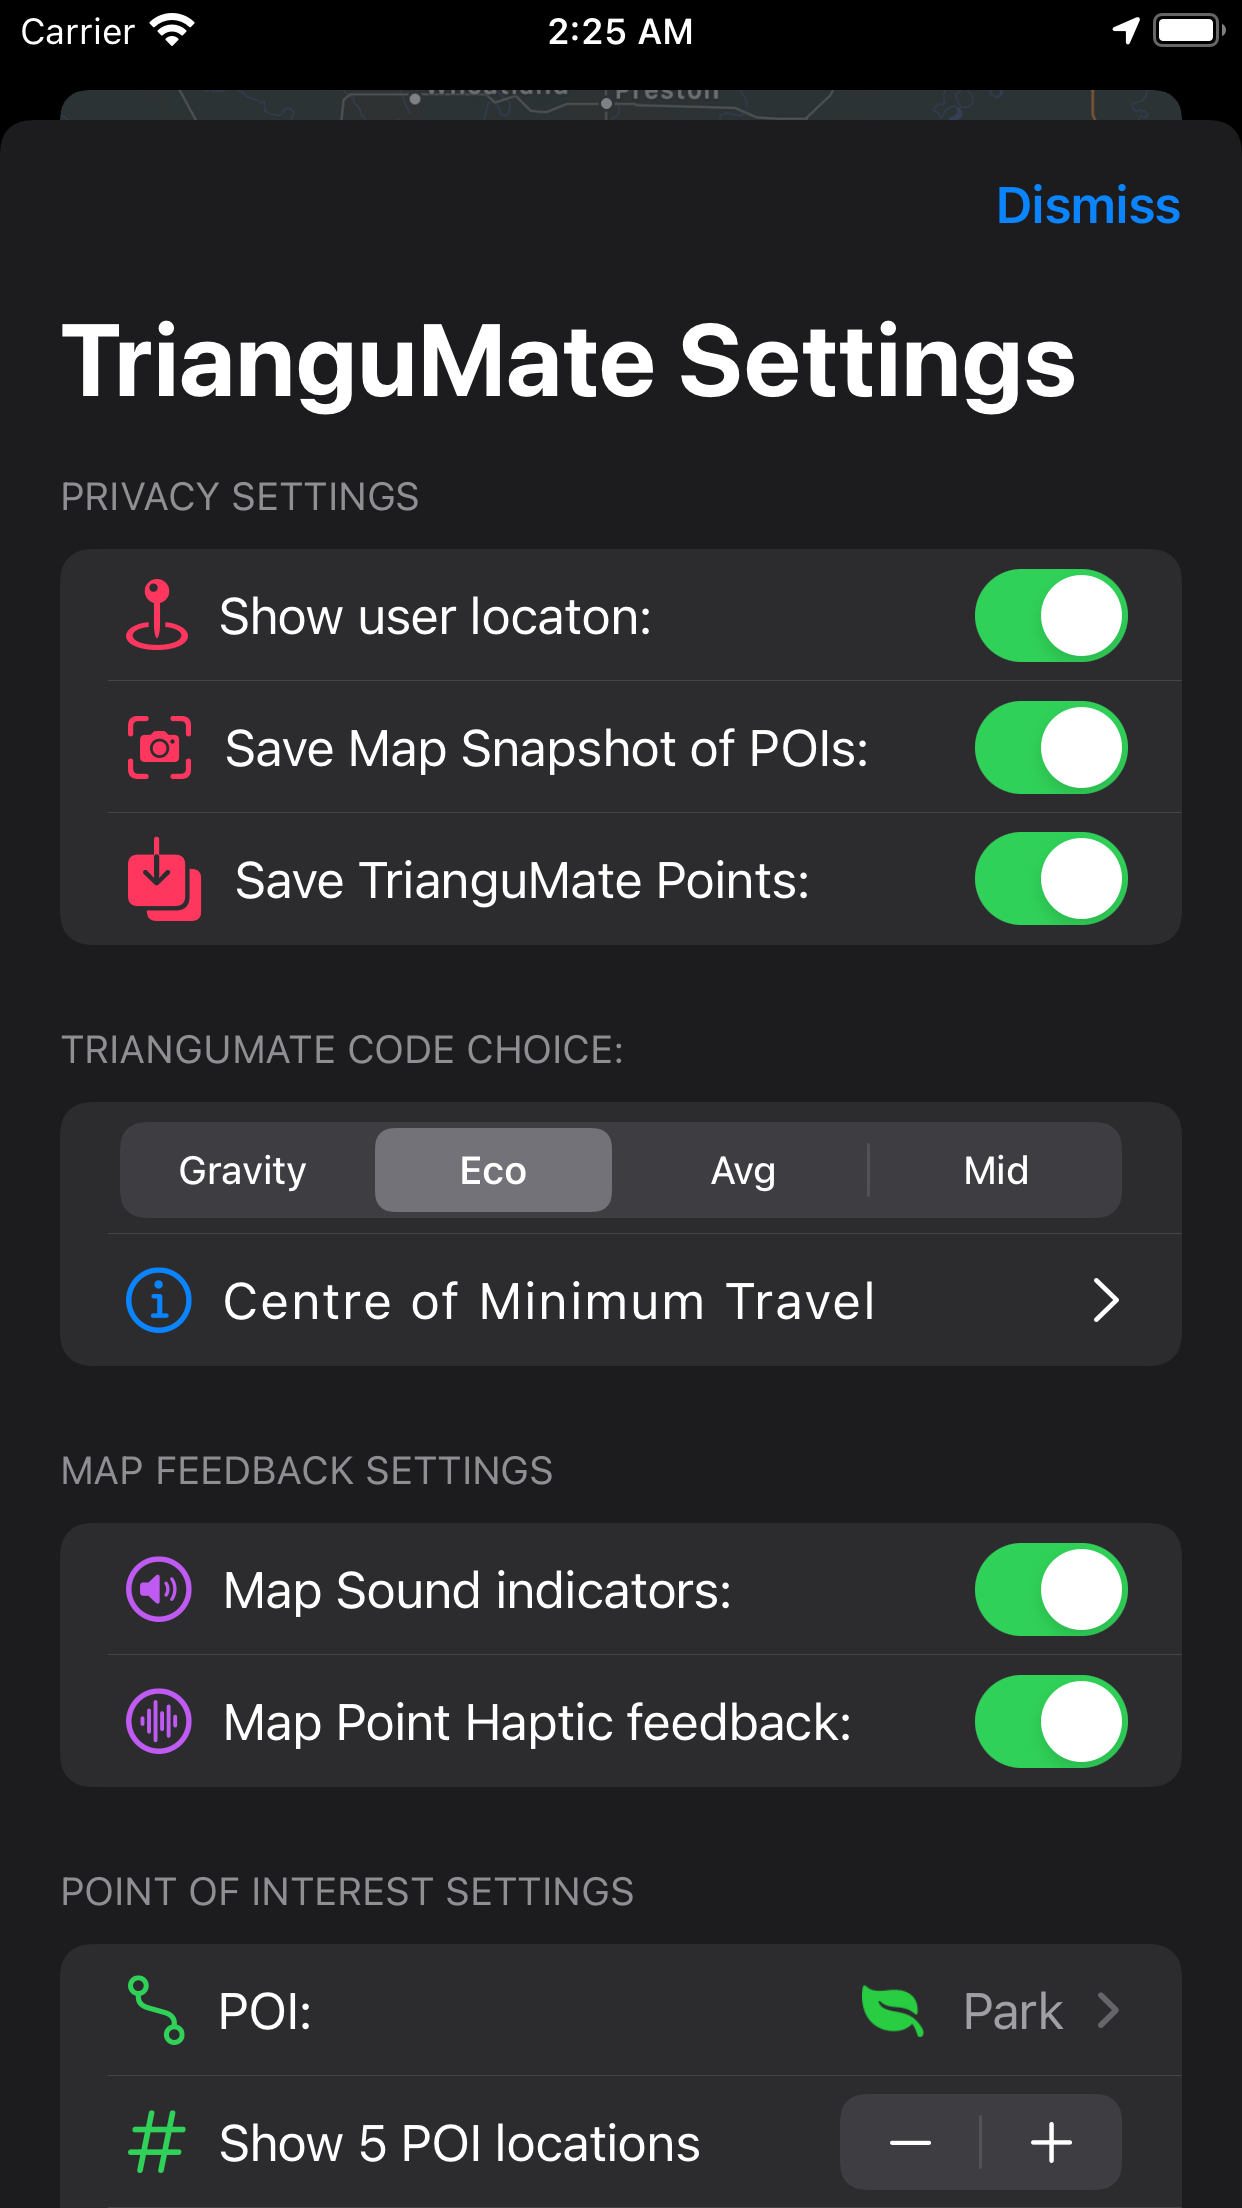 Carrier
2:25 AM
Wheatland
Preston
Dismiss
TrianguMate Settings
PRIVACY SETTINGS
Show user locaton:
Save Map Snapshot of POIs:
Save TrianguMate Points:
TRIANGUMATE CODE CHOICE:
Gravity
Eco
Avg
Mid
Centre of Minimum Travel
MAP FEEDBACK SETTINGS
Map Sound indicators:
Map Point Haptic feedback:
POINT OF INTEREST SETTINGS
POI:
Park
Show 5 POI locations